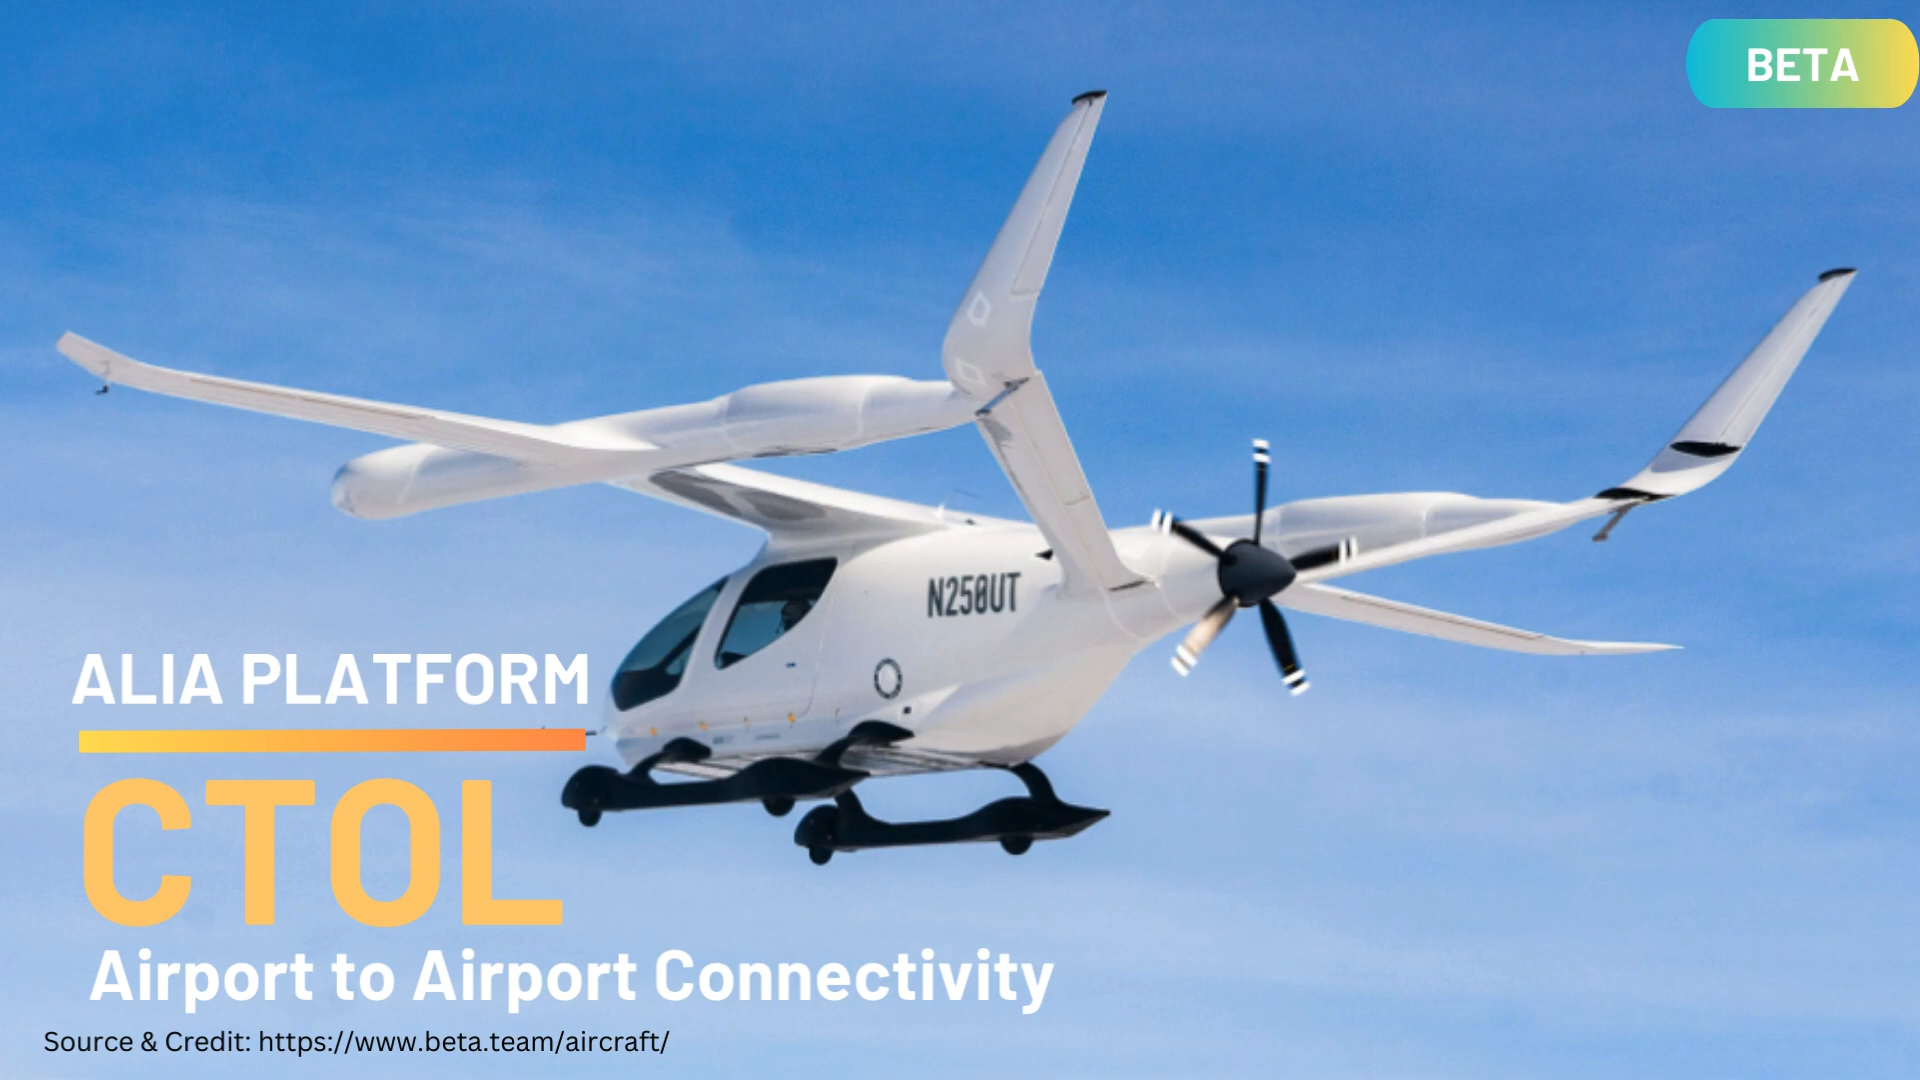 BETA
N250UT
ALIA PLATFORM
CTOL
Airport to Airport Connectivity
Source & Credit: https://www.beta.team/aircraft/